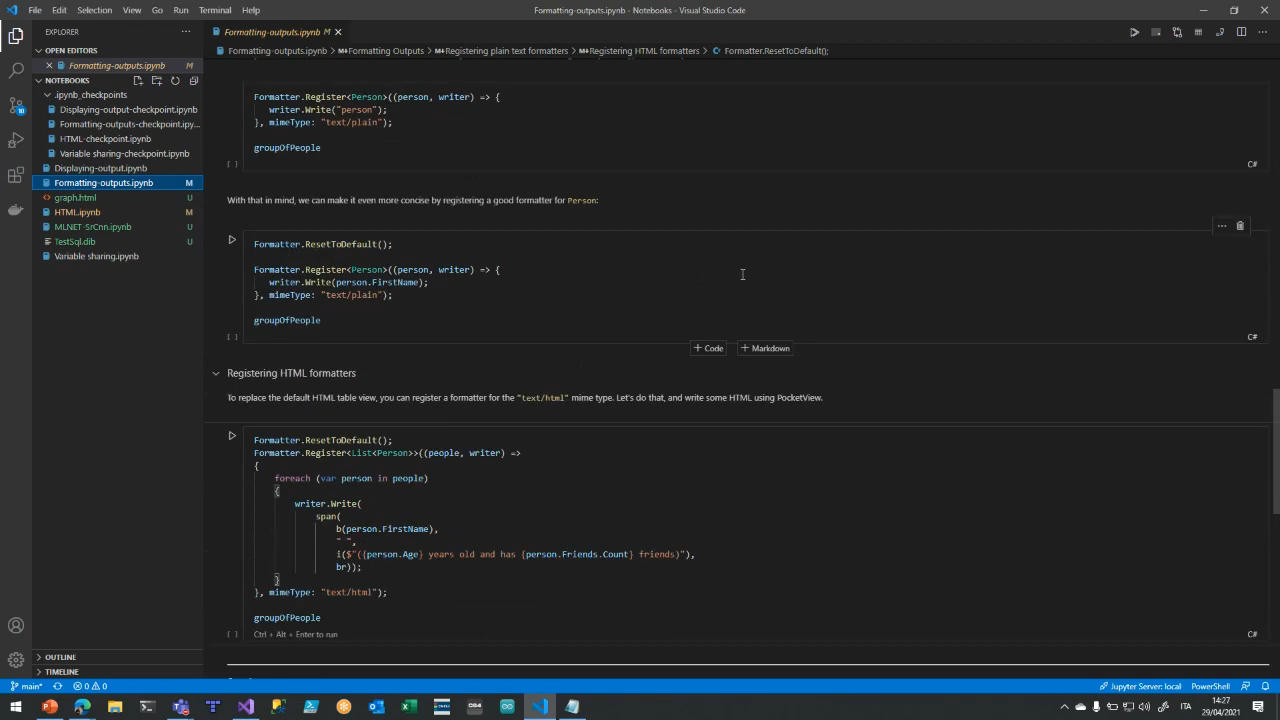 File Edit Selection View Go Run Terminal Help
Formatting-outputs.ipynb - Notebooks - Visual Studio Code
EXPLORER
OPEN EDITORS
Formatting-outputs.ipynb M
NOTEBOOKS
.ipynb_checkpoints
Displaying-output-checkpoint.ipynb
Formatting-outputs-checkpoint.ipy...
HTML-checkpoint.ipynb
Variable sharing-checkpoint.ipynb
Displaying-output.ipynb
Formatting-outputs.ipynb M
graph.html U
HTML.ipynb M
MLNET-SrCnn.ipynb U
TestSql.dib U
Variable sharing.ipynb
OUTLINE
TIMELINE
Formatting-outputs.ipynb M
Formatting-outputs.ipynb > Formatting Outputs > Registering plain text formatters > Registering HTML formatters > Formatter.ResetToDefault();
Formatter.Register<Person>((person, writer) => {
writer.Write("person");
}, mimeType: "text/plain");
groupOfPeople
[ ] C#
With that in mind, we can make it even more concise by registering a good formatter for Person:
Formatter.ResetToDefault();
Formatter.Register<Person>((person, writer) => {
writer.Write(person.FirstName);
}, mimeType: "text/plain");
groupOfPeople
[ ] C#
+ Code + Markdown
Registering HTML formatters
To replace the default HTML table view, you can register a formatter for the "text/html" mime type. Let's do that, and write some HTML using PocketView.
Formatter.ResetToDefault();
Formatter.Register<List<Person>>((people, writer) =>
{
foreach (var person in people)
{
writer.Write(
span(
b(person.FirstName),
" ",
i($"({person.Age} years old and has {person.Friends.Count} friends)"),
br));
}
}, mimeType: "text/html");
groupOfPeople
[ ] Ctrl + Alt + Enter to run C#
main* 0 0
Jupyter Server: local PowerShell
ITA
14:27
29/04/2021